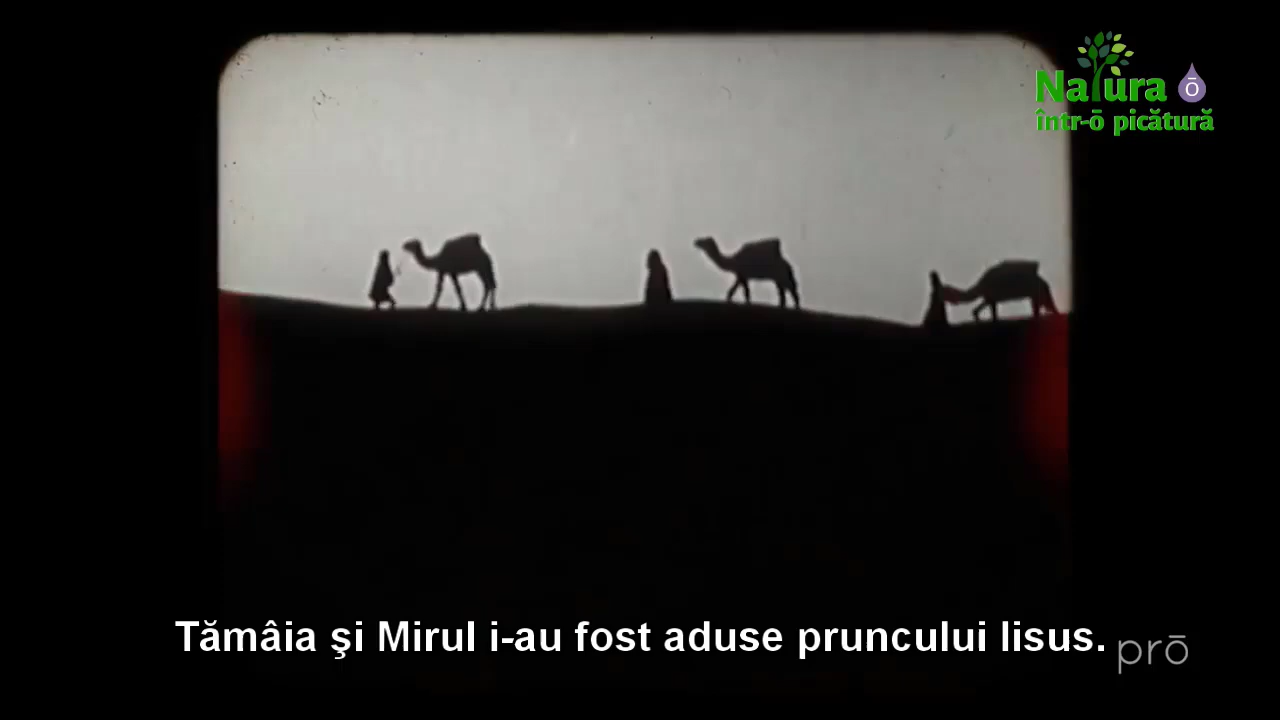 Natura ō
într-ō picătură
Tămâia şi Mirul i-au fost aduse pruncului Iisus.
prō